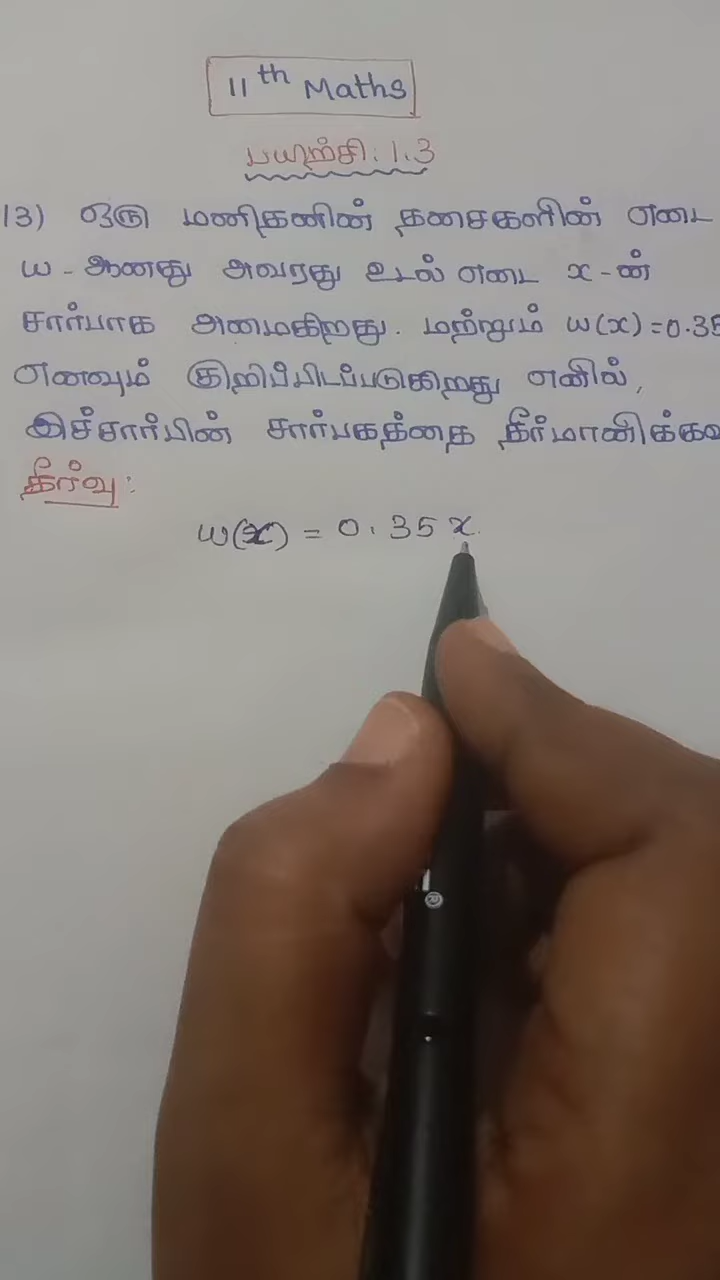 11th Maths
பயிற்சி: 1.3
13) ஒரு மனிதனின் தசைகளின் எடை
w - ஆனது அவரது உடல் எடை x - ன்
சார்பாக அமைகிறது. மற்றும் w(x) = 0.35
எனவும் குறிப்பிடப்படுகிறது எனில்,
இச்சார்பின் சார்பகத்தை
தீர்வு:
w(x) = 0.35 x